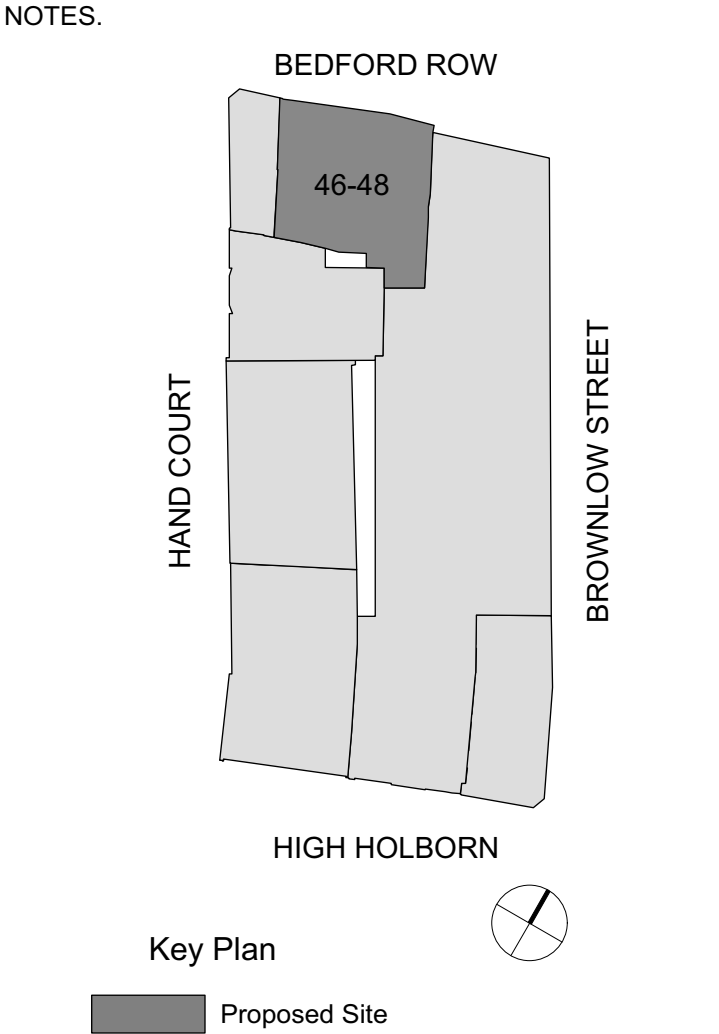 NOTES.
BEDFORD ROW
46-48
HAND COURT
BROWNLOW STREET
HIGH HOLBORN
Key Plan
Proposed Site